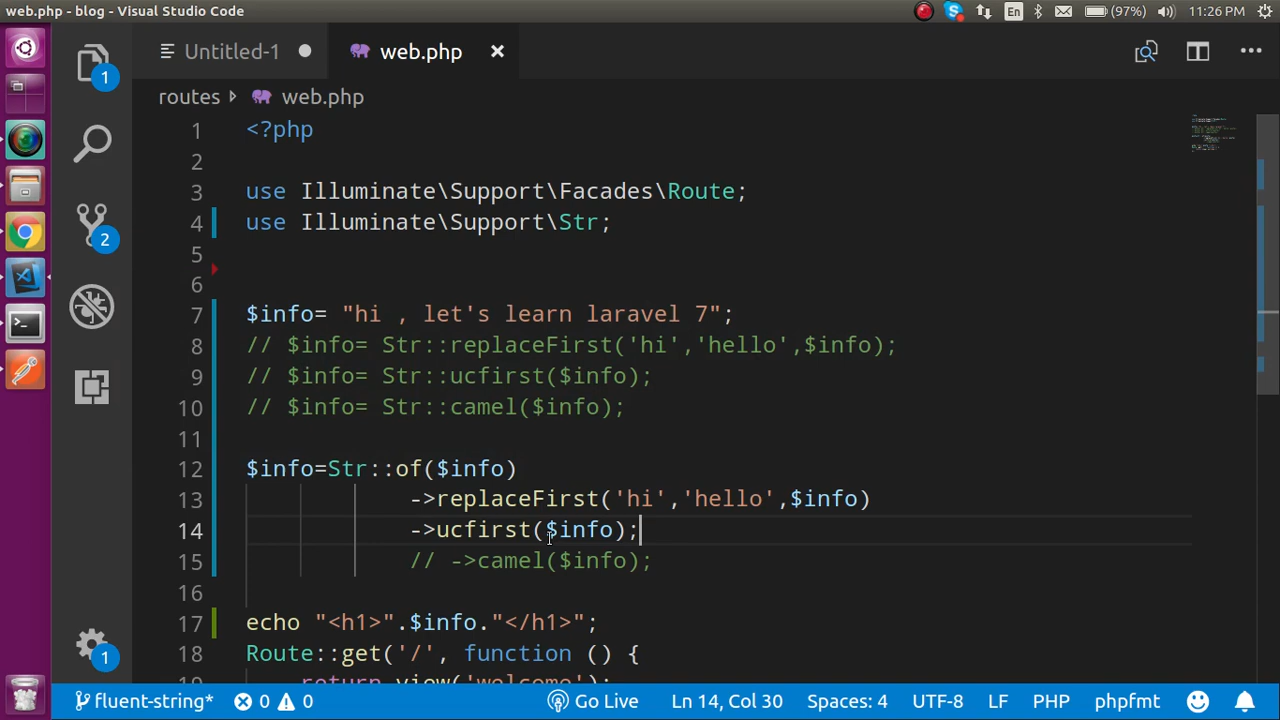 web.php - blog - Visual Studio Code
En
(97%)
11:26 PM
1
Untitled-1
web.php
routes
web.php
1 <?php
2
3 use Illuminate\Support\Facades\Route;
4 use Illuminate\Support\Str;
2
5
6
7 $info= "hi , let's learn laravel 7";
8 // $info= Str::replaceFirst('hi','hello',$info);
9 // $info= Str::ucfirst($info);
10 // $info= Str::camel($info);
11
12 $info=Str::of($info)
13 ->replaceFirst('hi','hello',$info)
14 ->ucfirst($info);
15 // ->camel($info);
16
17 echo "<h1>".$info."</h1>";
18 Route::get('/', function () {
19 return view('welcome');
1
fluent-string*
0
0
Go Live
Ln 14, Col 30
Spaces: 4
UTF-8
LF
PHP
phpfmt